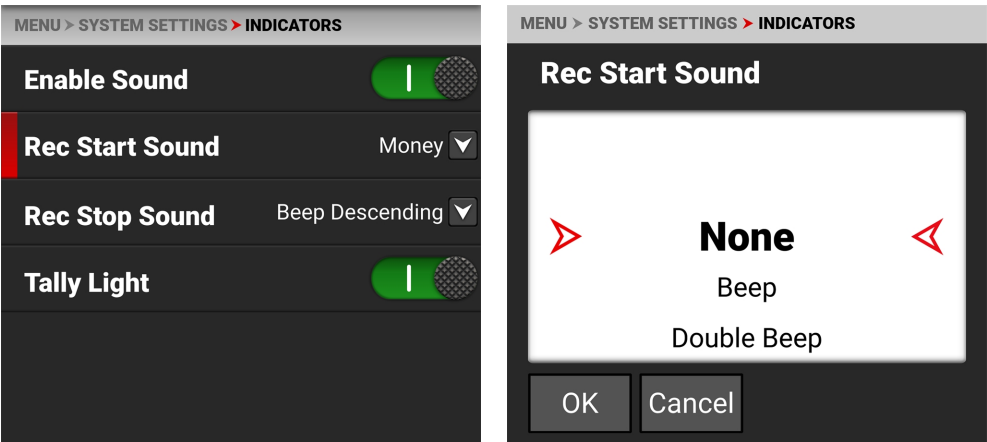 MENU > SYSTEM SETTINGS > INDICATORS
Enable Sound
Rec Start Sound Money
Rec Stop Sound Beep Descending
Tally Light
MENU > SYSTEM SETTINGS > INDICATORS
Rec Start Sound
None
Beep
Double Beep
OK Cancel